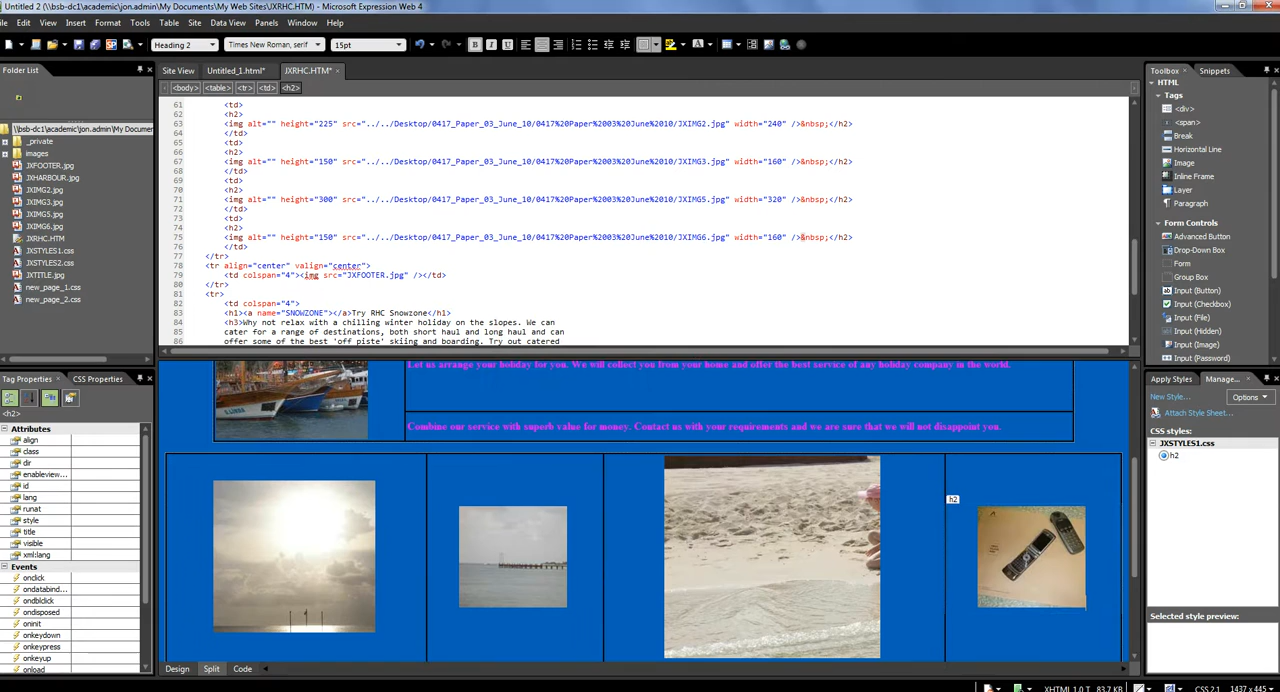 Untitled 2 (\\bsb-dc1\academic\jon.admin\My Documents\My Web Sites\JXRHC.HTM) - Microsoft Expression Web 4
File Edit View Insert Format Tools Table Site Data View Panels Window Help
Heading 2 Times New Roman, serif 15pt
Folder List
\\bsb-dc1\academic\jon.admin\My Document
_private
images
JXFOOTER.jpg
JXHARBOUR.jpg
JXIMG2.jpg
JXIMG3.jpg
JXIMG5.jpg
JXIMG6.jpg
JXRHC.HTM
JXSTYLES1.css
JXSTYLES2.css
JXTITLE.jpg
new_page_1.css
new_page_2.css
Tag Properties CSS Properties
<h2>
Attributes
align
class
dir
enableview...
id
lang
runat
style
title
visible
xml:lang
Events
onclick
ondatabind...
ondblclick
ondisposed
oninit
onkeydown
onkeypress
onkeyup
onload
Site View Untitled_1.html* JXRHC.HTM*
<body> <table> <tr> <td> <h2>
61 <td>
62 <h2>
63 <img alt="" height="225" src="../../Desktop/0417_Paper_03_June_10/0417%20Paper%2003%20June%2010/JXIMG2.jpg" width="240" />&nbsp;</h2>
64 </td>
65 <td>
66 <h2>
67 <img alt="" height="150" src="../../Desktop/0417_Paper_03_June_10/0417%20Paper%2003%20June%2010/JXIMG3.jpg" width="160" />&nbsp;</h2>
68 </td>
69 <td>
70 <h2>
71 <img alt="" height="300" src="../../Desktop/0417_Paper_03_June_10/0417%20Paper%2003%20June%2010/JXIMG5.jpg" width="320" />&nbsp;</h2>
72 </td>
73 <td>
74 <h2>
75 <img alt="" height="150" src="../../Desktop/0417_Paper_03_June_10/0417%20Paper%2003%20June%2010/JXIMG6.jpg" width="160" />&nbsp;</h2>
76 </td>
77 </tr>
78 <tr align="center" valign="center">
79 <td colspan="4"><img src="JXFOOTER.jpg" /></td>
80 </tr>
81 <tr>
82 <td colspan="4">
83 <h1><a name="SNOWZONE"></a>Try RHC Snowzone</h1>
84 <h3>Why not relax with a chilling winter holiday on the slopes. We can
85 cater for a range of destinations, both short haul and long haul and can
86 offer some of the best 'off piste' skiing and boarding. Try out catered
Let us arrange your holiday for you. We will collect you from your home and offer the best service of any holiday company in the world.
Combine our service with superb value for money. Contact us with your requirements and we are sure that we will not disappoint you.
h2
Design Split Code
Toolbox Snippets
HTML
Tags
<div>
<span>
Break
Horizontal Line
Image
Inline Frame
Layer
Paragraph
Form Controls
Advanced Button
Drop-Down Box
Form
Group Box
Input (Button)
Input (Checkbox)
Input (File)
Input (Hidden)
Input (Image)
Input (Password)
Apply Styles Manage...
New Style... Options
Attach Style Sheet...
CSS styles:
JXSTYLES1.css
h2
Selected style preview:
XHTML 1.0 T 83.7 KB CSS 2.1 1437 x 445